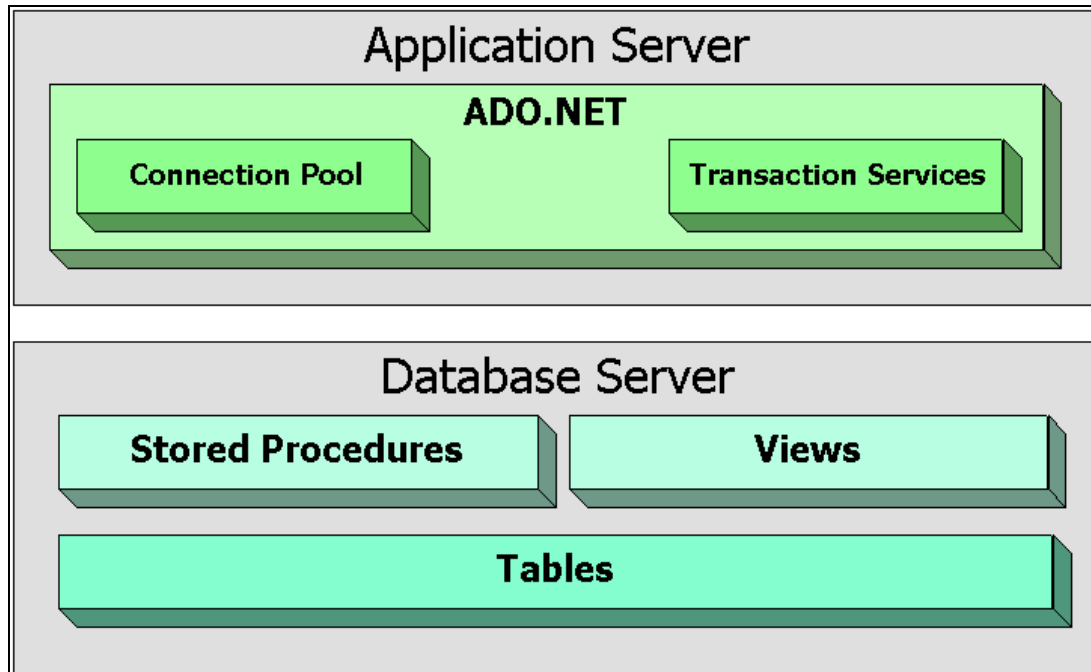 Application Server
ADO.NET
Connection Pool
Transaction Services
Database Server
Stored Procedures
Views
Tables